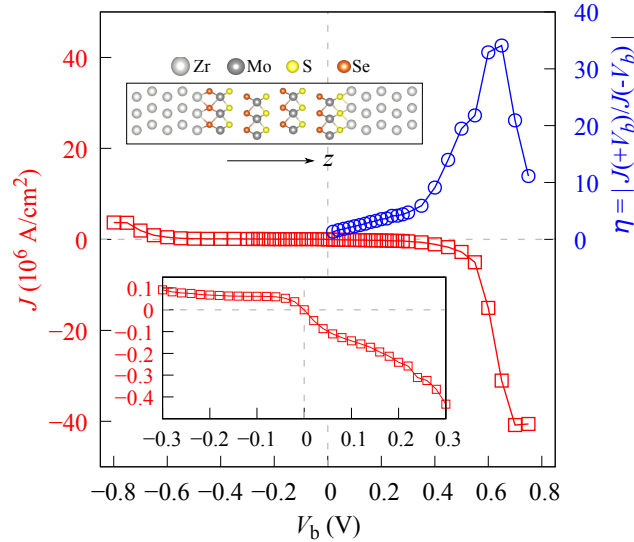 Zr Mo S Se
z
40
20
0
−20
−40
J (10⁶ A/cm²)
40
30
20
10
0
η = | J(+V_b)/J(-V_b) |
0.1
0
−0.1
−0.2
−0.3
−0.4
−0.3 −0.2 −0.1 0 0.1 0.2 0.3
−0.8 −0.6 −0.4 −0.2 0 0.2 0.4 0.6 0.8
V_b (V)